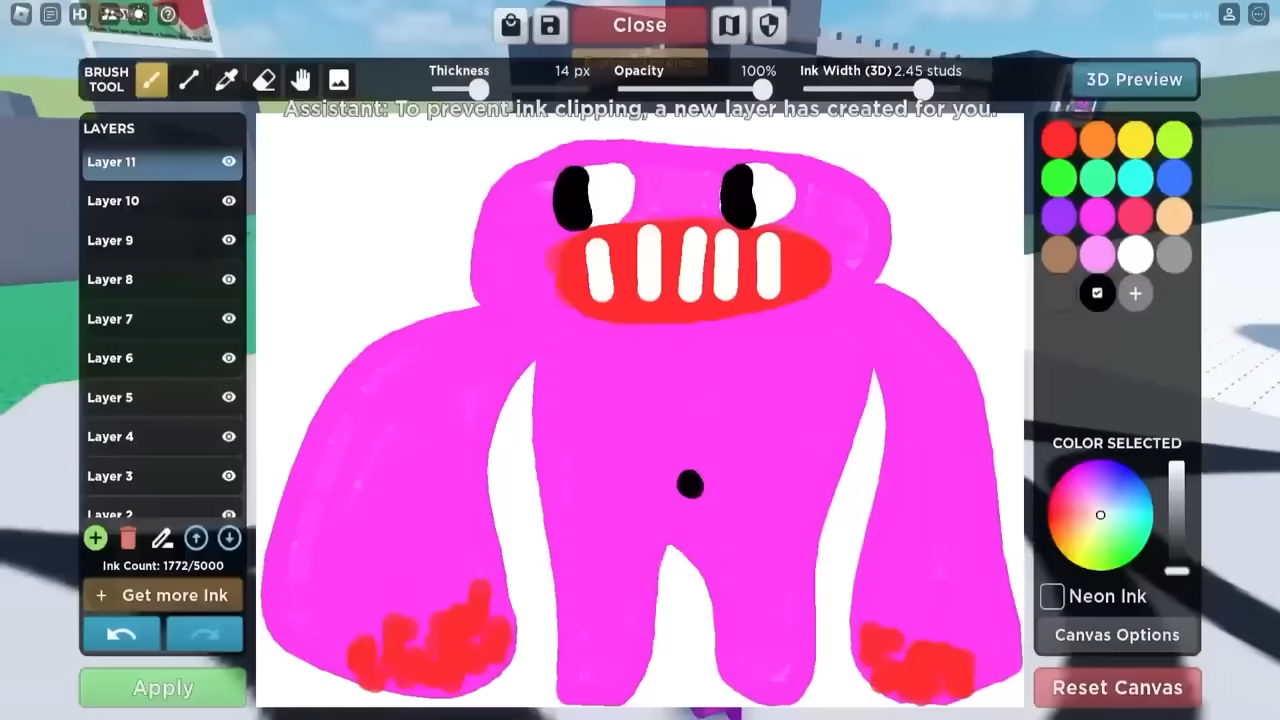 HD
Close
BRUSH
TOOL
Thickness
14 px
Opacity
100%
Ink Width (3D) 2.45 studs
3D Preview
Assistant: To prevent ink clipping, a new layer has created for you.
LAYERS
Layer 11
Layer 10
Layer 9
Layer 8
Layer 7
Layer 6
Layer 5
Layer 4
Layer 3
Layer 2
Ink Count: 1772/5000
+ Get more Ink
Apply
COLOR SELECTED
Neon Ink
Canvas Options
Reset Canvas